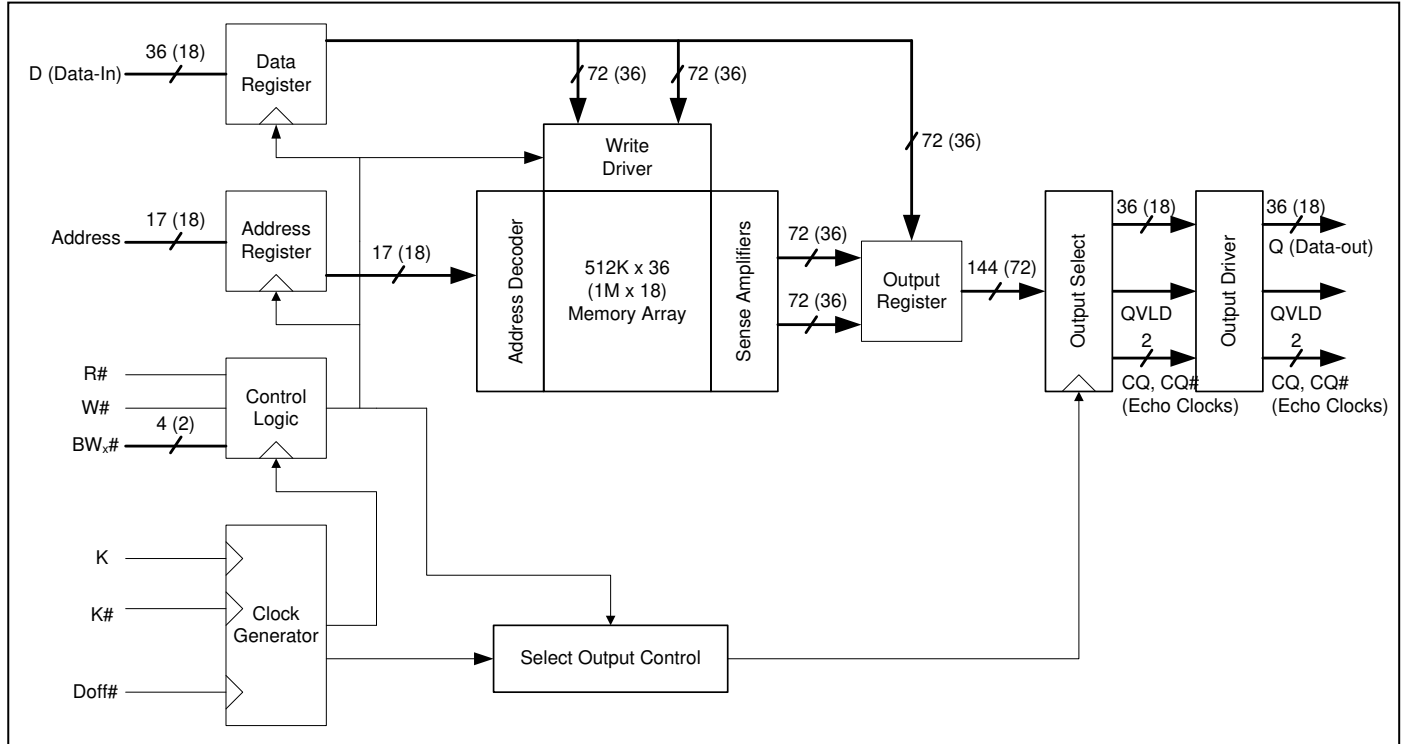 36 (18)
D (Data-In)
Data
Register
72 (36)
72 (36)
72 (36)
Write
Driver
17 (18)
Address
Address
Register
17 (18)
Address Decoder
512K x 36
(1M x 18)
Memory Array
Sense Amplifiers
72 (36)
72 (36)
Output
Register
144 (72)
Output Select
36 (18)
QVLD
2
CQ, CQ#
(Echo Clocks)
Output Driver
36 (18)
Q (Data-out)
QVLD
2
CQ, CQ#
(Echo Clocks)
R#
W#
4 (2)
BWx#
Control
Logic
K
K#
Doff#
Clock
Generator
Select Output Control